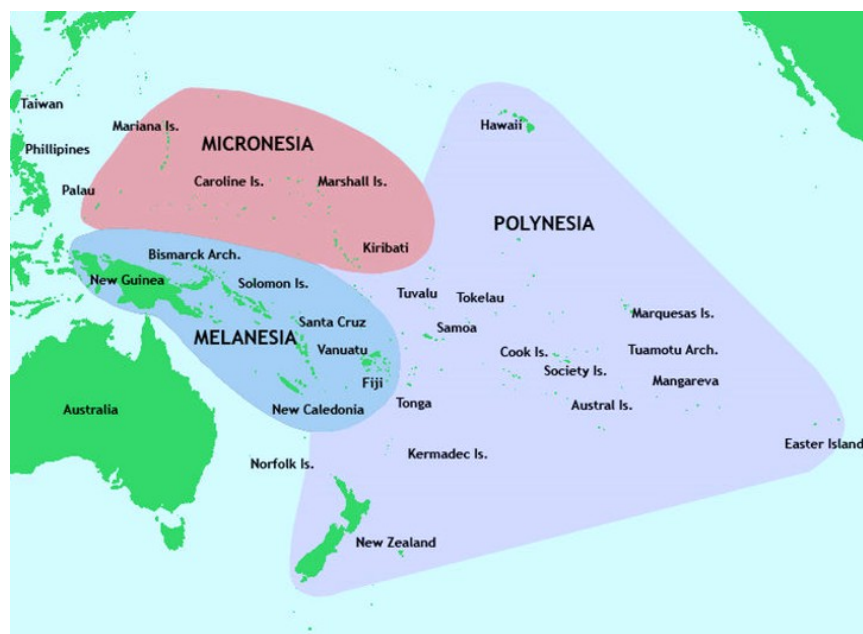 Taiwan
Hawaii
Mariana Is.
MICRONESIA
Phillipines
Palau
Caroline Is.
Marshall Is.
POLYNESIA
Kiribati
Bismarck Arch.
New Guinea
Solomon Is.
Tuvalu
Tokelau
Marquesas Is.
Santa Cruz
Samoa
MELANESIA
Vanuatu
Cook Is.
Tuamotu Arch.
Society Is.
Fiji
Mangareva
Tonga
Austral Is.
Australia
New Caledonia
Easter Island
Kermadec Is.
Norfolk Is.
New Zealand